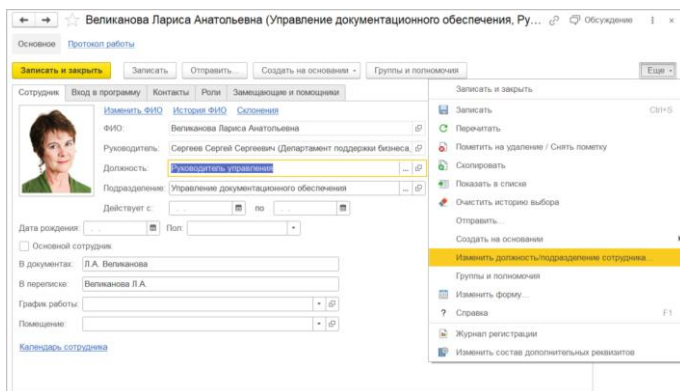 Великанова Лариса Анатольевна (Управление документационного обеспечения, Ру... Обсуждение
Основное Протокол работы
Записать и закрыть Записать Отправить... Создать на основании Группы и полномочия Еще
Сотрудник Вход в программу Контакты Роли Замещающие и помощники
Изменить ФИО История ФИО Склонения
ФИО: Великанова Лариса Анатольевна
Руководитель: Сергеев Сергей Сергеевич (Департамент поддержки бизнеса,
Должность: Руководитель управления ...
Подразделение: Управление документационного обеспечения ...
Действует с: . . по . .
Дата рождения: . . Пол:
Основной сотрудник
В документах: Л.А. Великанова
В переписке: Великанова Л.А.
График работы:
Помещение:
Календарь сотрудника
Записать и закрыть
Записать Ctrl+S
Перечитать
Пометить на удаление / Снять пометку
Скопировать
Показать в списке
Очистить историю выбора
Отправить...
Создать на основании
Изменить должность/подразделение сотрудника...
Группы и полномочия
Изменить форму...
? Справка F1
Журнал регистрации
Изменить состав дополнительных реквизитов